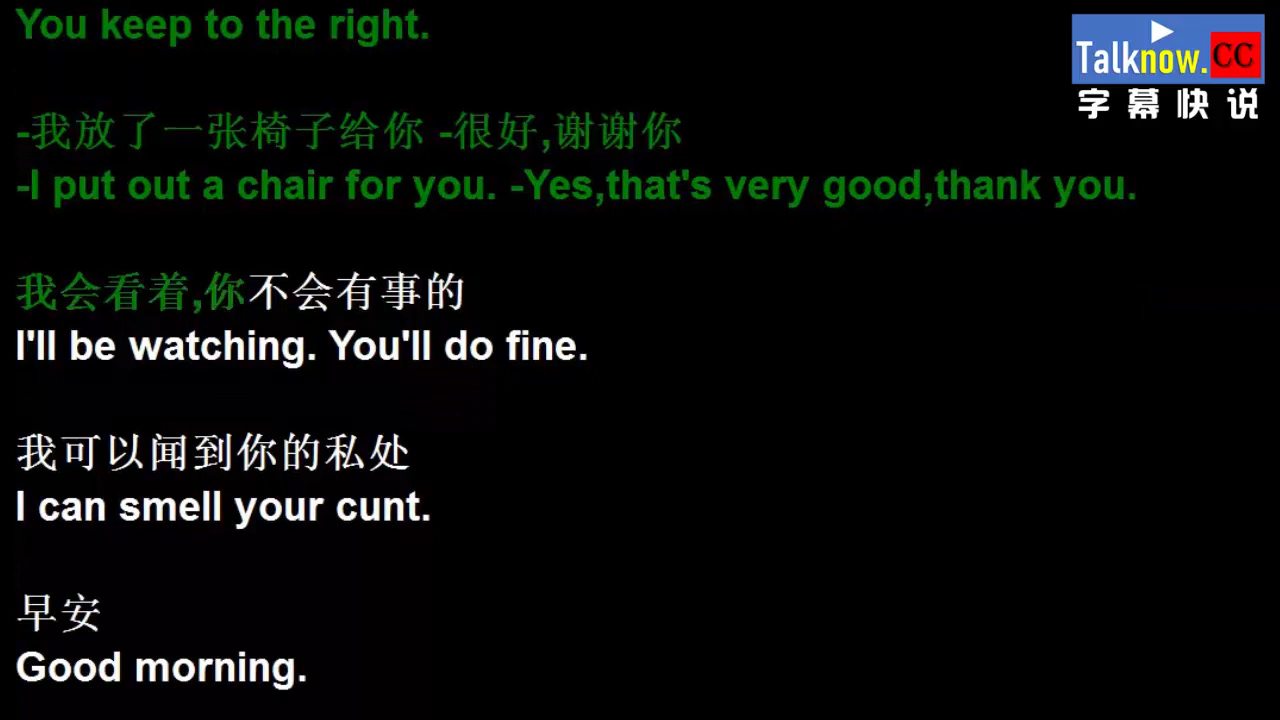 You keep to the right.
Talknow.CC
字幕快说
-我放了一张椅子给你 -很好,谢谢你
-I put out a chair for you. -Yes,that's very good,thank you.
我会看着,你不会有事的
I'll be watching. You'll do fine.
我可以闻到你的私处
I can smell your cunt.
早安
Good morning.